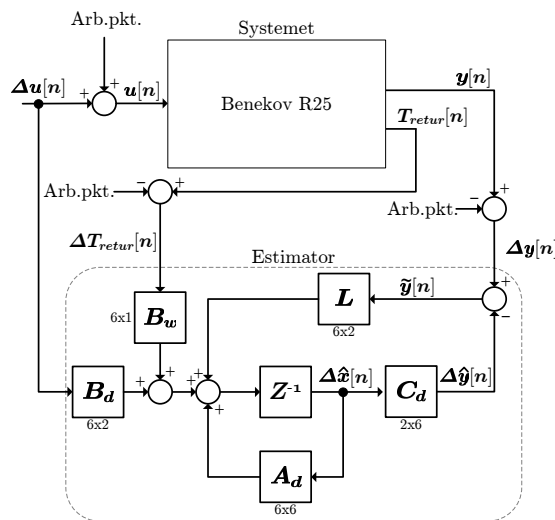 Arb.pkt.
Systemet
Δu[n]
+
+
u[n]
Benekov R25
y[n]
T_retur[n]
Arb.pkt.
−
+
Arb.pkt.
−
+
ΔT_retur[n]
Δy[n]
Estimator
L
6x2
ỹ[n]
+
−
6x1
B_w
+
B_d
6x2
+
+
+
+
Z⁻¹
Δx̂[n]
C_d
2x6
Δŷ[n]
A_d
6x6